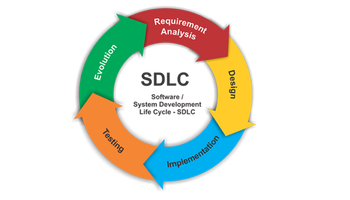 Requirement
Analysis
Design
Implementation
Testing
Evolution
SDLC
Software /
System Development
Life Cycle - SDLC